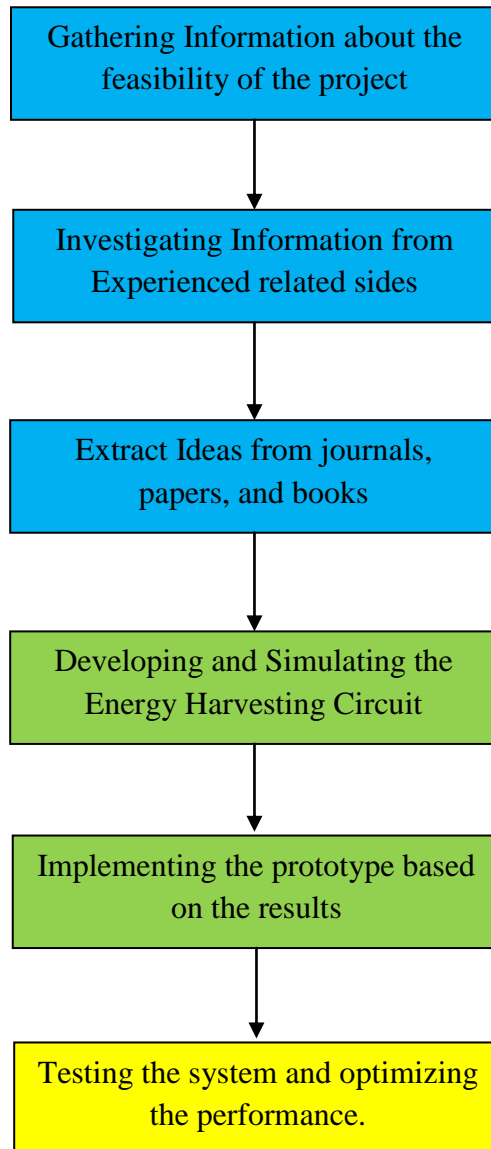 Gathering Information about the
feasibility of the project
Investigating Information from
Experienced related sides
Extract Ideas from journals,
papers, and books
Developing and Simulating the
Energy Harvesting Circuit
Implementing the prototype based
on the results
Testing the system and optimizing
the performance.